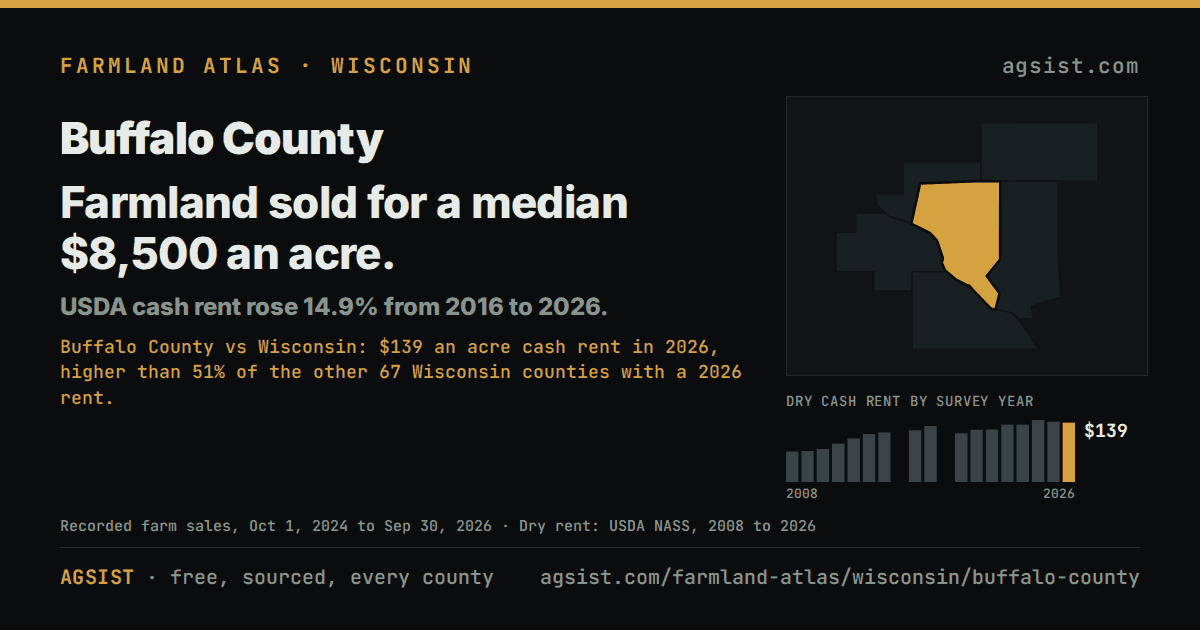 FARMLAND ATLAS · WISCONSIN
agsist.com
Buffalo County
Farmland sold for a median
$8,500 an acre.
USDA cash rent rose 14.9% from 2016 to 2026.
Buffalo County vs Wisconsin: $139 an acre cash rent in 2026,
higher than 51% of the other 67 Wisconsin counties with a 2026
rent.
DRY CASH RENT BY SURVEY YEAR
$139
2008
2026
Recorded farm sales, Oct 1, 2024 to Sep 30, 2026 · Dry rent: USDA NASS, 2008 to 2026
AGSIST · free, sourced, every county
agsist.com/farmland-atlas/wisconsin/buffalo-county